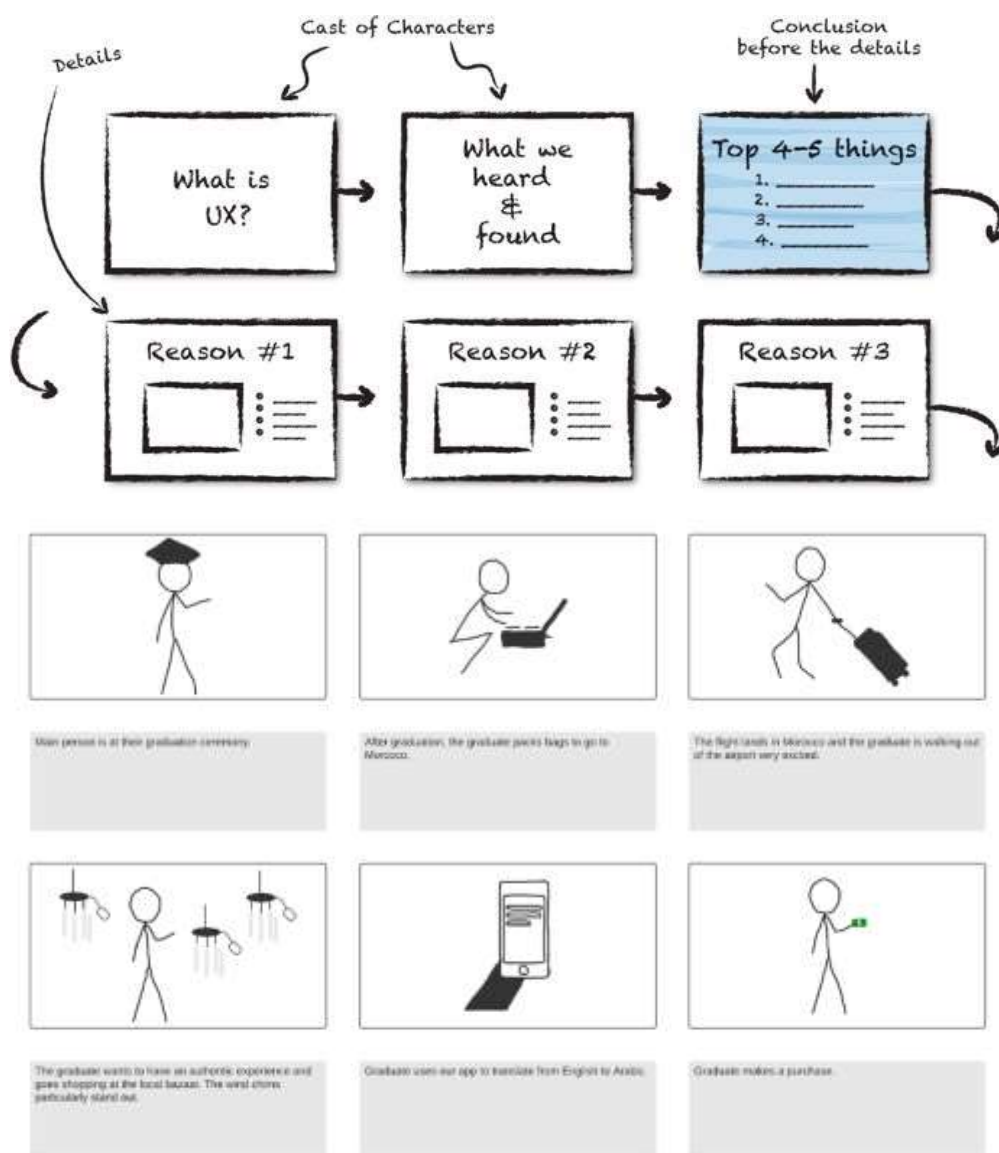 Cast of Characters
Conclusion
before the details
Details
What is
UX?
What we
heard
&
found
Top 4-5 things
1.
2.
3.
4.
Reason #1
Reason #2
Reason #3
Main person is at their graduation ceremony.
After graduation, the graduate packs bags to go to
Morocco.
The flight lands in Morocco and the graduate is walking out
of the airport very excited.
The graduate wants to have an authentic experience and
goes shopping at the local bazaar. The wind chims
particularly stand out.
Graduate uses our app to translate from English to Arabic.
Graduate makes a purchase.